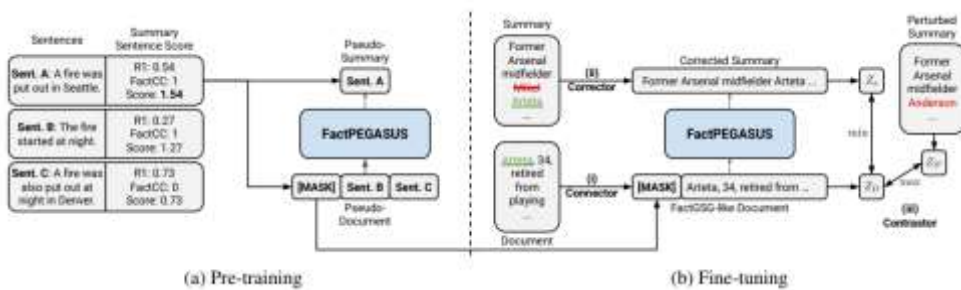 Sentences
Summary
Sentence Score
Sent. A: A fire was
put out in Seattle.
R1: 0.54
FactCC: 1
Score: 1.54
Sent. B: The fire
started at night.
R1: 0.27
FactCC: 1
Score: 1.27
Sent. C: A fire was
also put out at
night in Denver.
R1: 0.73
FactCC: 0
Score: 0.73
Pseudo-
Summary
Sent. A
FactPEGASUS
[MASK] Sent. B Sent. C
Pseudo-
Document
(a) Pre-training
Summary
Former
Arsenal
midfielder
Mikel
Arteta
...
(ii)
Corrector
Corrected Summary
Former Arsenal midfielder Arteta ...
FactPEGASUS
Arteta, 34,
retired
from
playing
...
Document
(i)
Connector
[MASK] Arteta, 34, retired from ...
FactGSG-like Document
min
max
(iii)
Contrastor
Perturbed
Summary
Former
Arsenal
midfielder
Anderson
...
(b) Fine-tuning